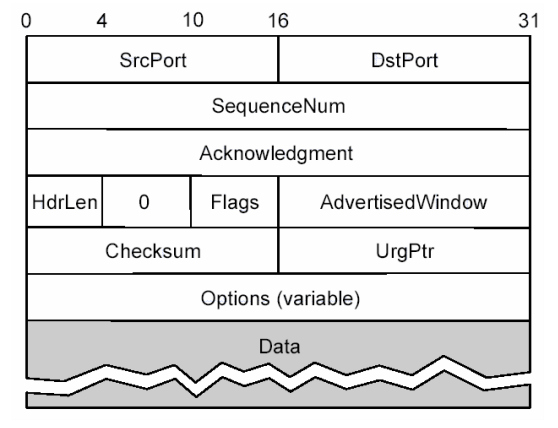 0 4 10 16 31
SrcPort DstPort
SequenceNum
Acknowledgment
HdrLen 0 Flags AdvertisedWindow
Checksum UrgPtr
Options (variable)
Data